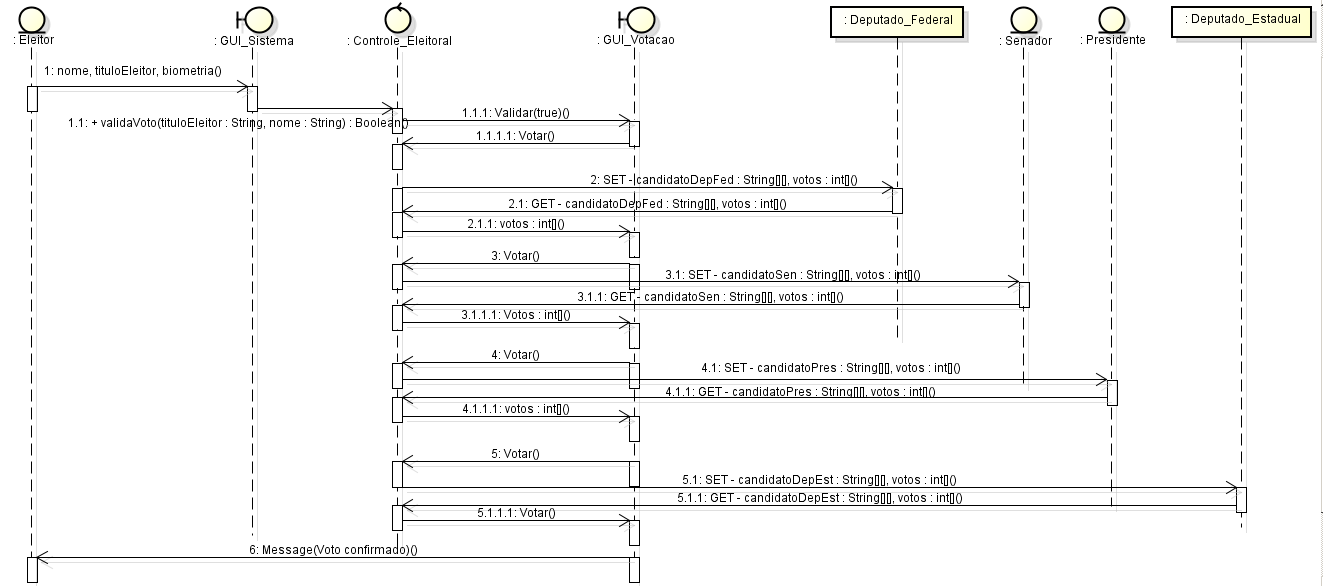 : Eleitor
: GUI_Sistema
: Controle_Eleitoral
: GUI_Votacao
: Deputado_Federal
: Senador
: Presidente
: Deputado_Estadual
1: nome, tituloEleitor, biometria()
1.1: + validaVoto(tituloEleitor : String, nome : String) : Boolean()
1.1.1: Validar(true)()
1.1.1.1: Votar()
2: SET - candidatoDepFed : String[][], votos : int[]()
2.1: GET - candidatoDepFed : String[][], votos : int[]()
2.1.1: votos : int[]()
3: Votar()
3.1: SET - candidatoSen : String[][], votos : int[]()
3.1.1: GET - candidatoSen : String[][], votos : int[]()
3.1.1.1: Votos : int[]()
4: Votar()
4.1: SET - candidatoPres : String[][], votos : int[]()
4.1.1: GET - candidatoPres : String[][], votos : int[]()
4.1.1.1: votos : int[]()
5: Votar()
5.1: SET - candidatoDepEst : String[][], votos : int[]()
5.1.1: GET - candidatoDepEst : String[][], votos : int[]()
5.1.1.1: Votar()
6: Message(Voto confirmado)()